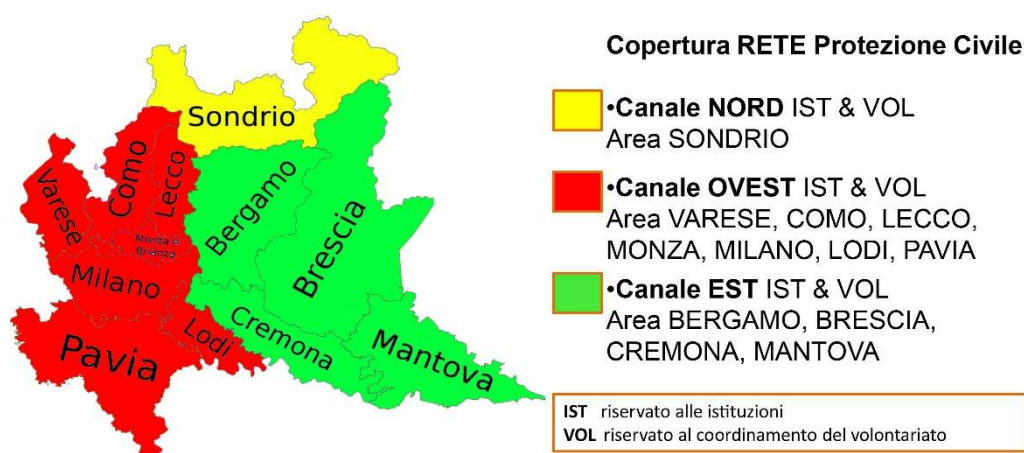 Copertura RETE Protezione Civile
•Canale NORD IST & VOL
Area SONDRIO
•Canale OVEST IST & VOL
Area VARESE, COMO, LECCO,
MONZA, MILANO, LODI, PAVIA
•Canale EST IST & VOL
Area BERGAMO, BRESCIA,
CREMONA, MANTOVA
IST riservato alle istituzioni
VOL riservato al coordinamento del volontariato
Sondrio
Como
Lecco
Varese
Bergamo
Brescia
Monza e
Brianza
Milano
Lodi
Cremona
Pavia
Mantova